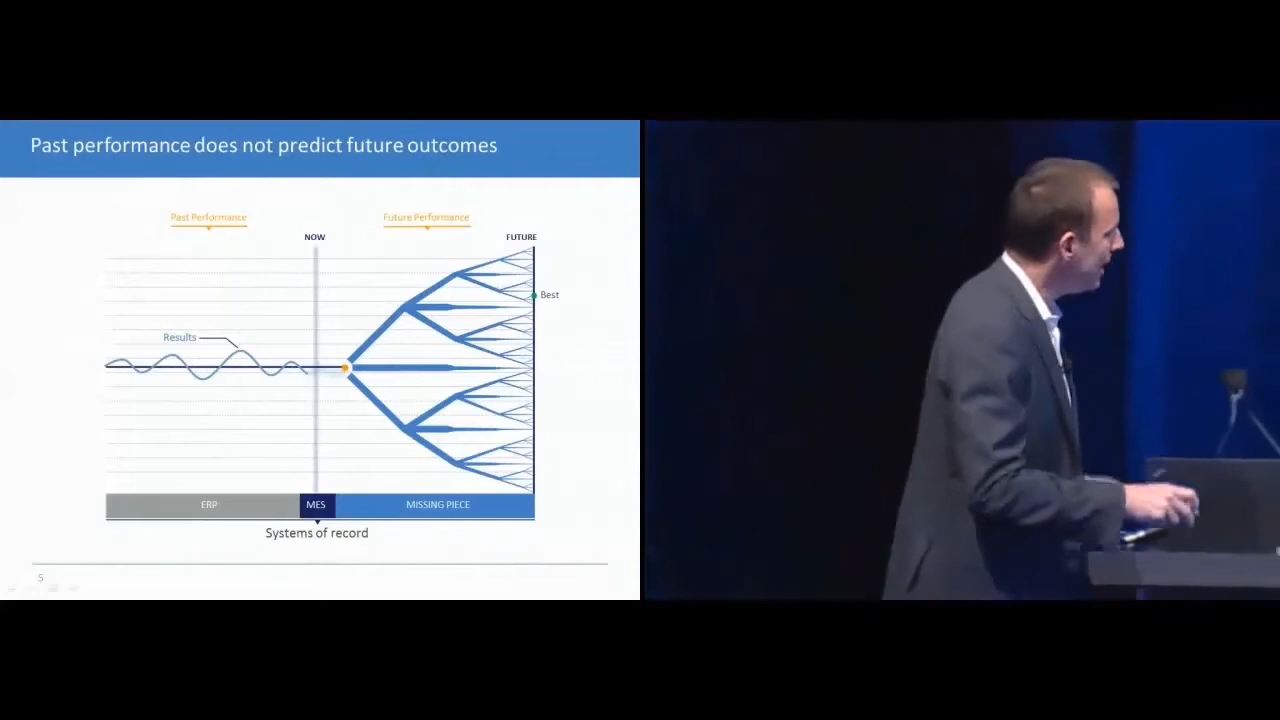 Past performance does not predict future outcomes
Past Performance
Future Performance
NOW
FUTURE
Best
Results
ERP
MES
MISSING PIECE
Systems of record
5